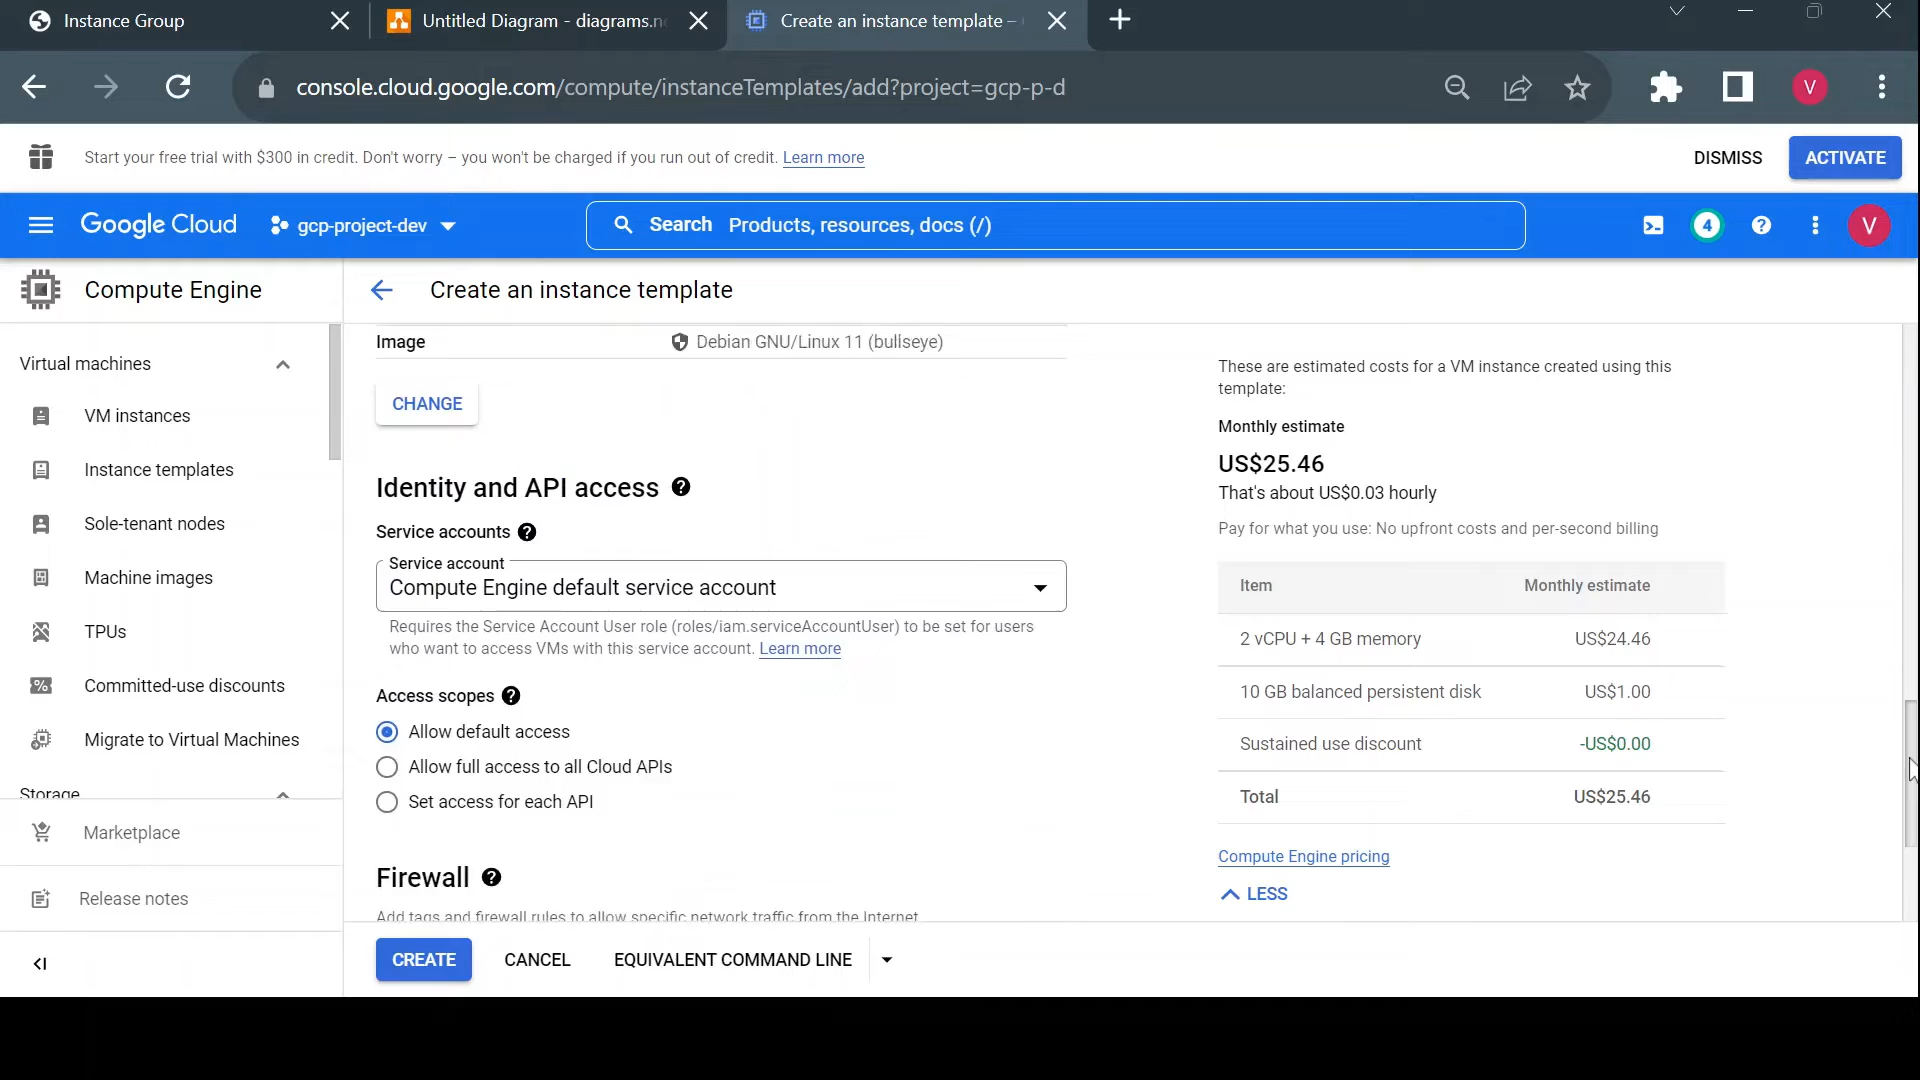 Instance Group
Untitled Diagram - diagrams.n
Create an instance template –
console.cloud.google.com/compute/instanceTemplates/add?project=gcp-p-d
V
Start your free trial with $300 in credit. Don't worry – you won't be charged if you run out of credit. Learn more
DISMISS
ACTIVATE
Google Cloud
gcp-project-dev
Search Products, resources, docs (/)
4
V
Compute Engine
Create an instance template
Virtual machines
VM instances
Instance templates
Sole-tenant nodes
Machine images
TPUs
Committed-use discounts
Migrate to Virtual Machines
Storage
Marketplace
Release notes
Image Debian GNU/Linux 11 (bullseye)
CHANGE
Identity and API access
Service accounts
Service account
Compute Engine default service account
Requires the Service Account User role (roles/iam.serviceAccountUser) to be set for users
who want to access VMs with this service account. Learn more
Access scopes
Allow default access
Allow full access to all Cloud APIs
Set access for each API
Firewall
Add tags and firewall rules to allow specific network traffic from the Internet
CREATE
CANCEL
EQUIVALENT COMMAND LINE
These are estimated costs for a VM instance created using this
template:
Monthly estimate
US$25.46
That's about US$0.03 hourly
Pay for what you use: No upfront costs and per-second billing
Item Monthly estimate
2 vCPU + 4 GB memory US$24.46
10 GB balanced persistent disk US$1.00
Sustained use discount -US$0.00
Total US$25.46
Compute Engine pricing
LESS